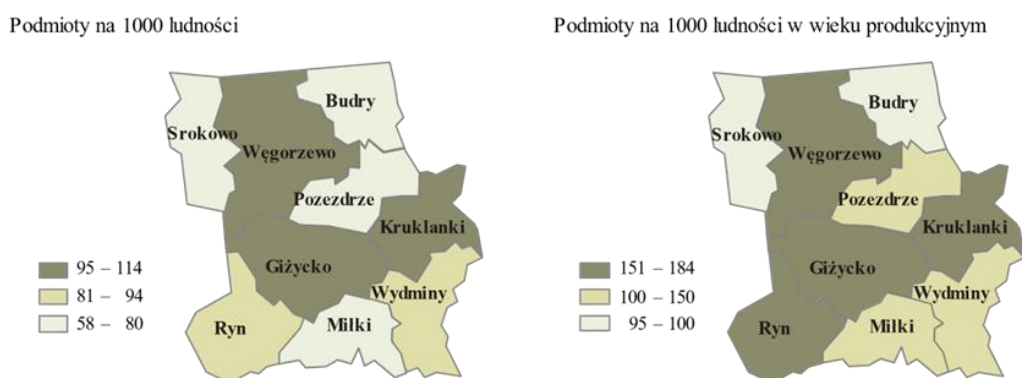 Podmioty na 1000 ludności
Budry
Srokowo
Węgorzewo
Pozezdrze
Kruklanki
Giżycko
Wydminy
Ryn
Miłki
95 – 114
81 – 94
58 – 80
Podmioty na 1000 ludności w wieku produkcyjnym
Budry
Srokowo
Węgorzewo
Pozezdrze
Kruklanki
Giżycko
Wydminy
Ryn
Miłki
151 – 184
100 – 150
95 – 100